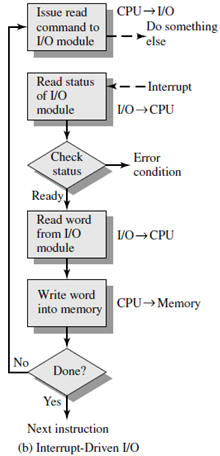 Issue read
command to
I/O module
CPU→I/O
Do something
else
Read status
of I/O
module
Interrupt
I/O→CPU
Check
status
Error
condition
Ready
Read word
from I/O
module
I/O→CPU
Write word
into memory
CPU→Memory
No
Done?
Yes
Next instruction
(b) Interrupt-Driven I/O